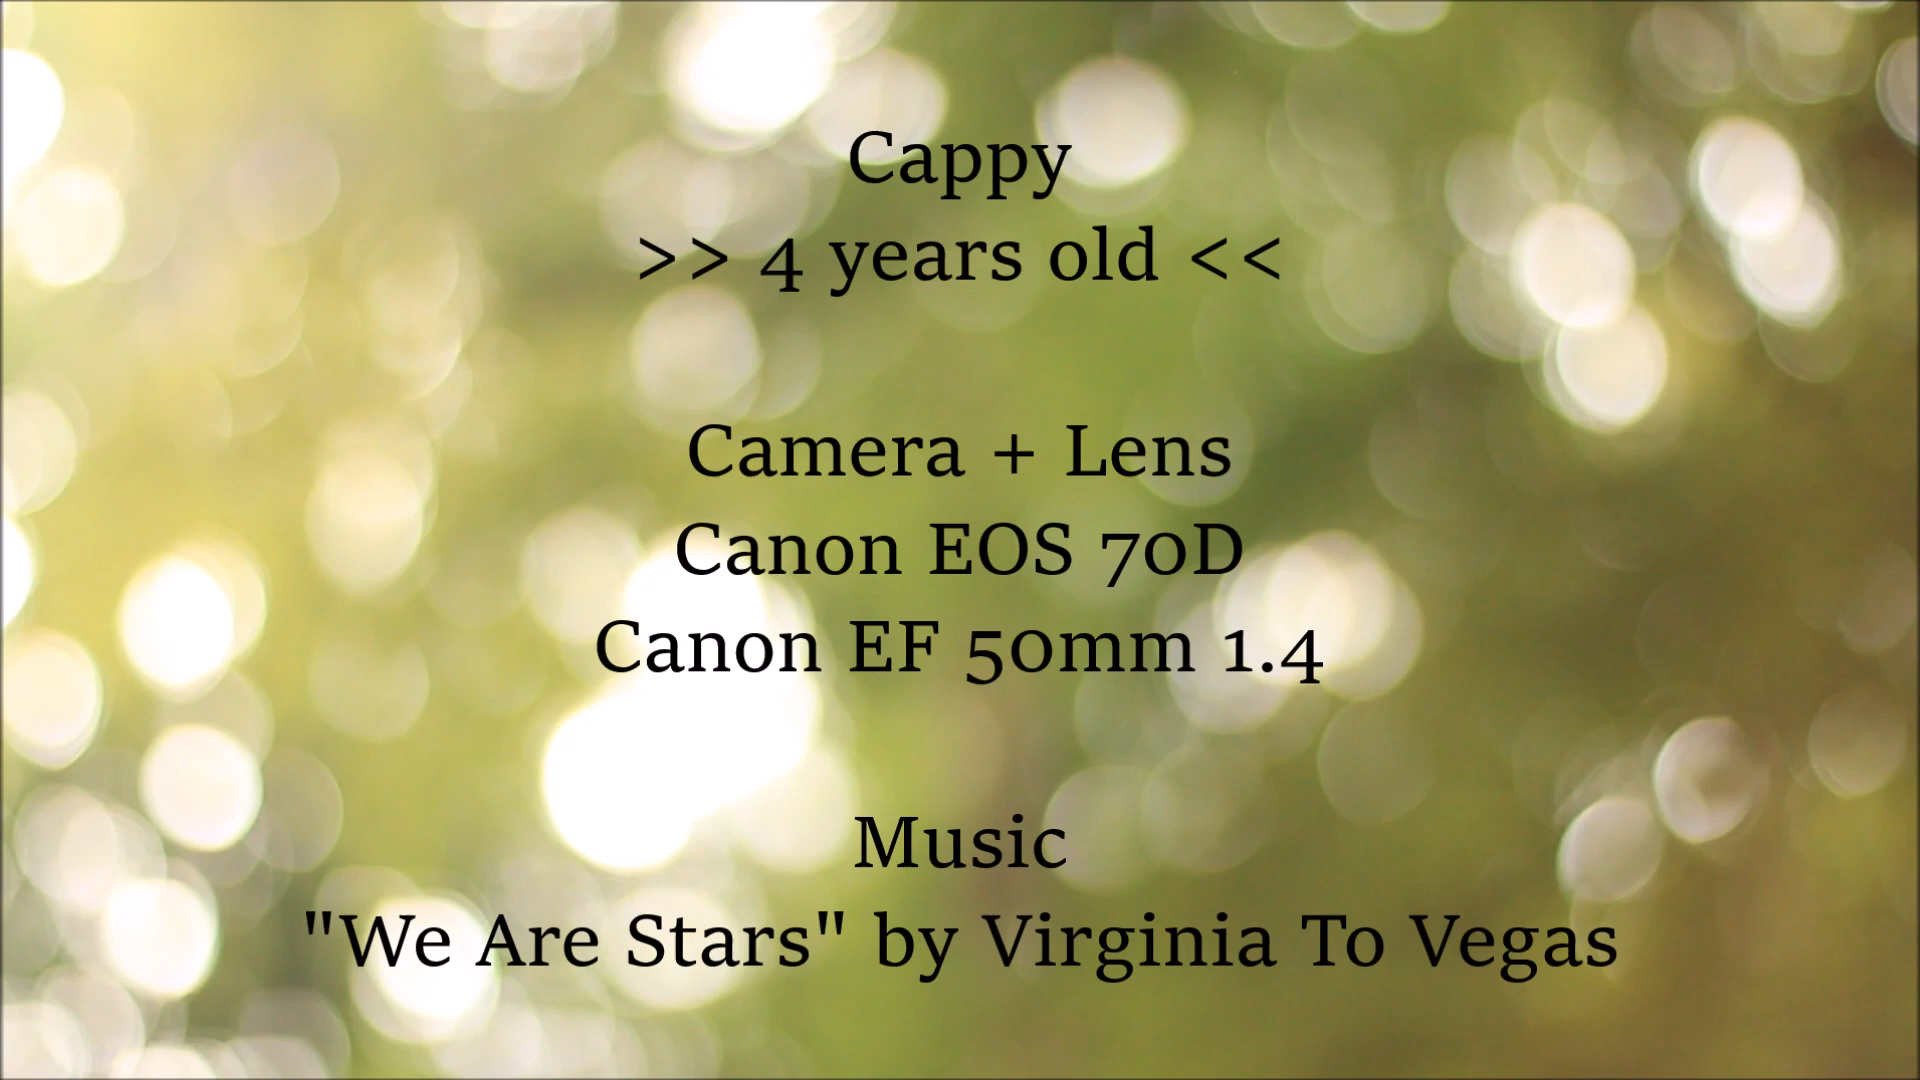 Cappy
>> 4 years old <<
Camera + Lens
Canon EOS 70D
Canon EF 50mm 1.4
Music
"We Are Stars" by Virginia To Vegas